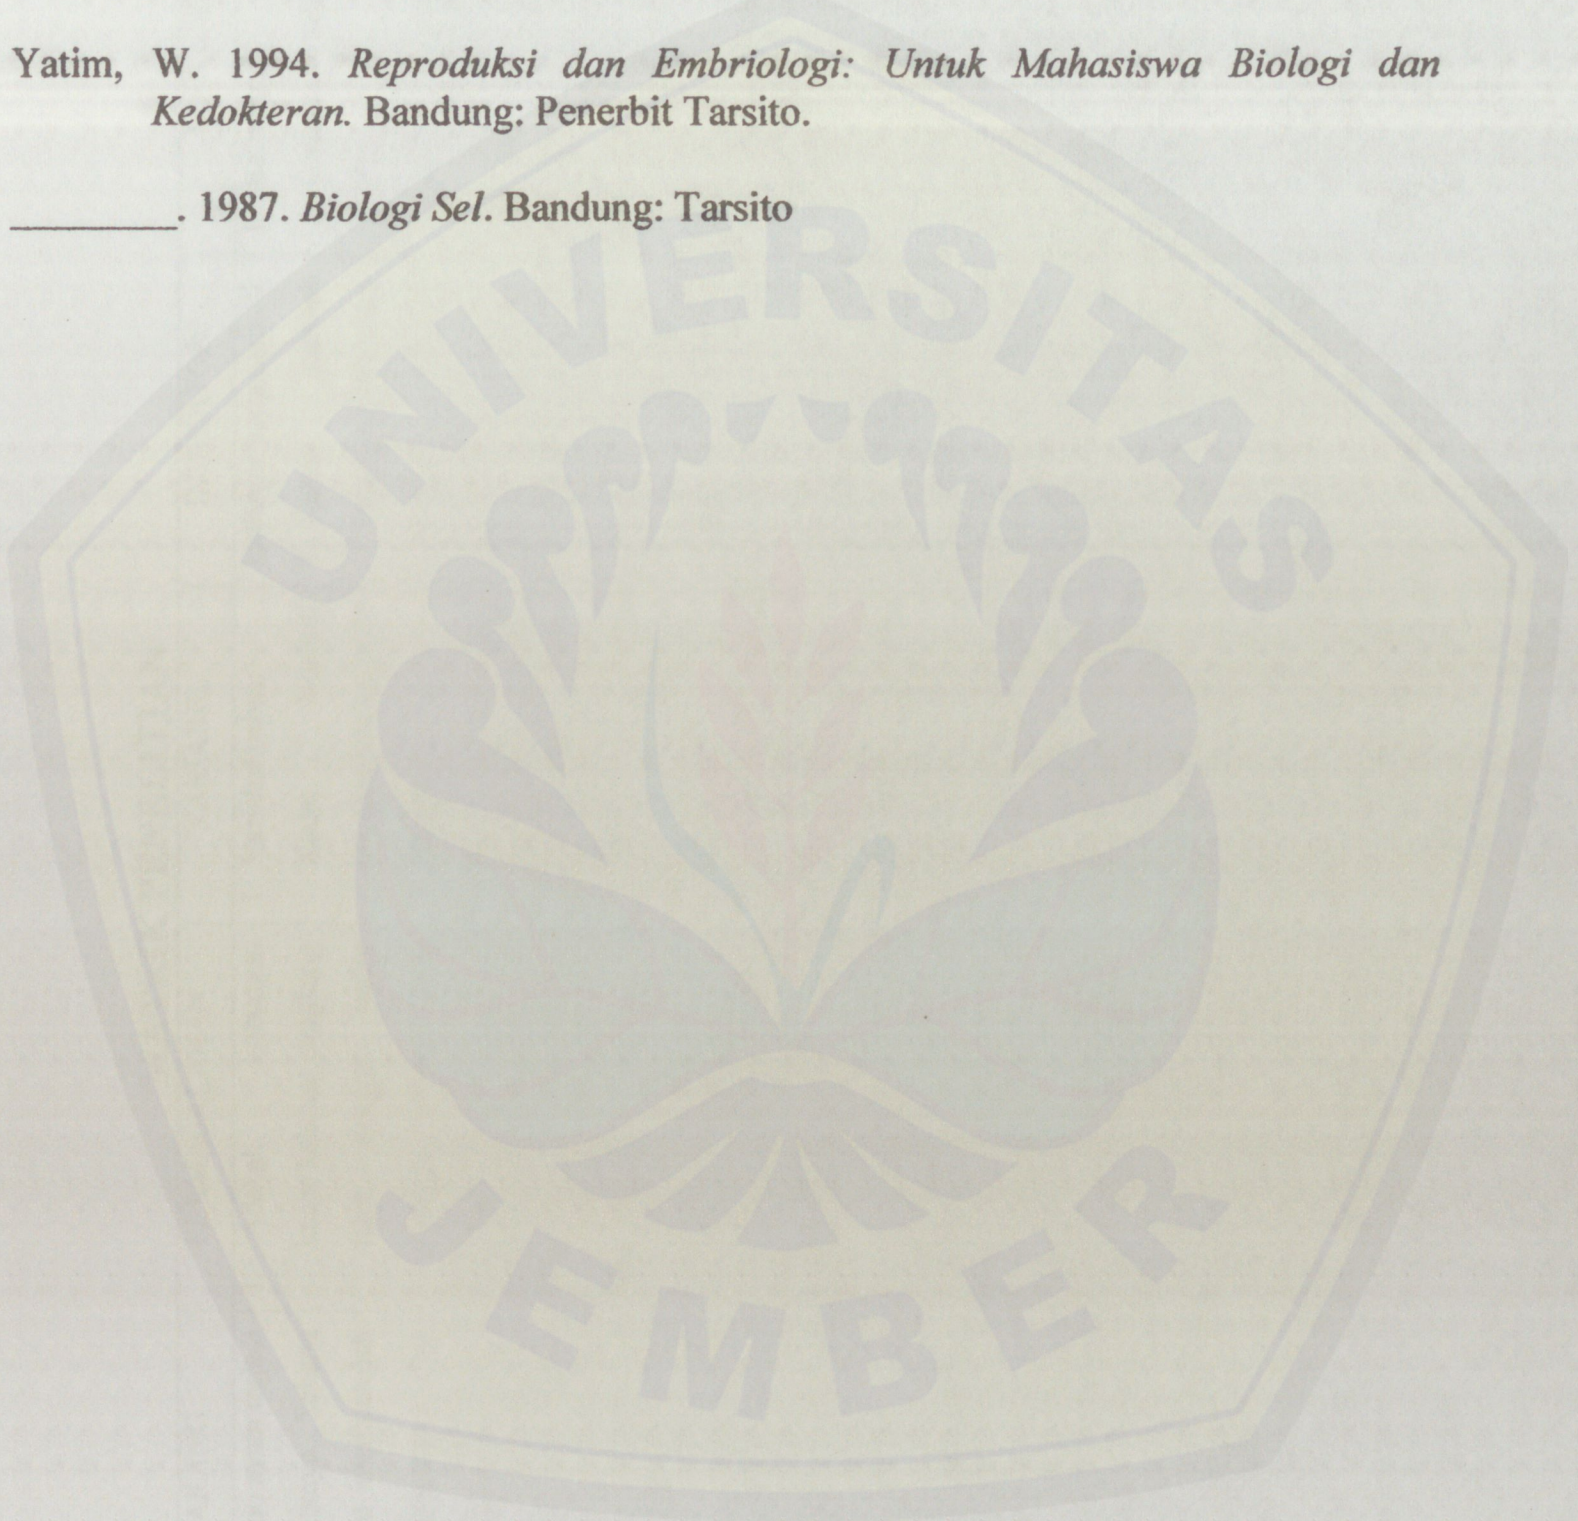 Yatim, W. 1994. Reproduksi dan Embriologi: Untuk Mahasiswa Biologi dan
Kedokteran. Bandung: Penerbit Tarsito.
________. 1987. Biologi Sel. Bandung: Tarsito
UNIVERSITAS
JEMBER